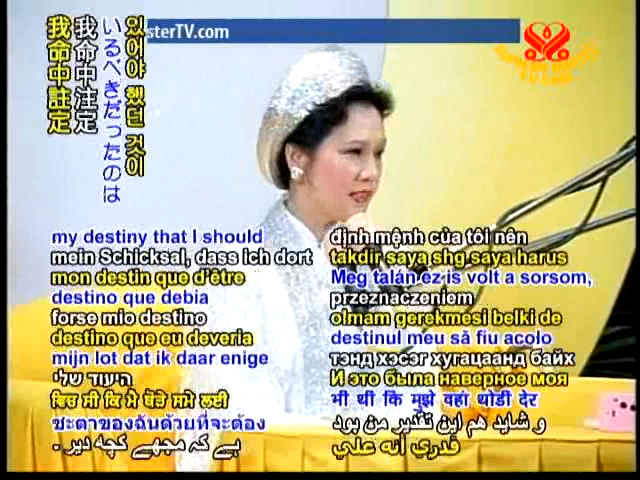 있어야 했던 것이
いるべきだったのは
我命中注定
我命中註定
sterTV.com
my destiny that I should
mein Schicksal, dass ich dort
mon destin que d'être
destino que debía
forse mio destino
destino que eu deveria
mijn lot dat ik daar enige
היעוד שלי
ਵਿਚ ਸੀ ਕਿ ਮੈ ਥੋੜੇ ਸਮੇ ਲਈ
ชะตาของฉันด้วยที่จะต้อง
ہے کہ مجھے کچھ دیر -
định mệnh của tôi nên
takdir saya shg saya harus
Meg talán ez is volt a sorsom,
przeznaczeniem
olmam gerekmesi belki de
destinul meu să fiu acolo
тэнд хэсэг хугацаанд байх
И это была наверное моя
भी थी कि मुझे वहां थोडी देर
و شاید هم این تقدیر من بود
قدري أنه علي